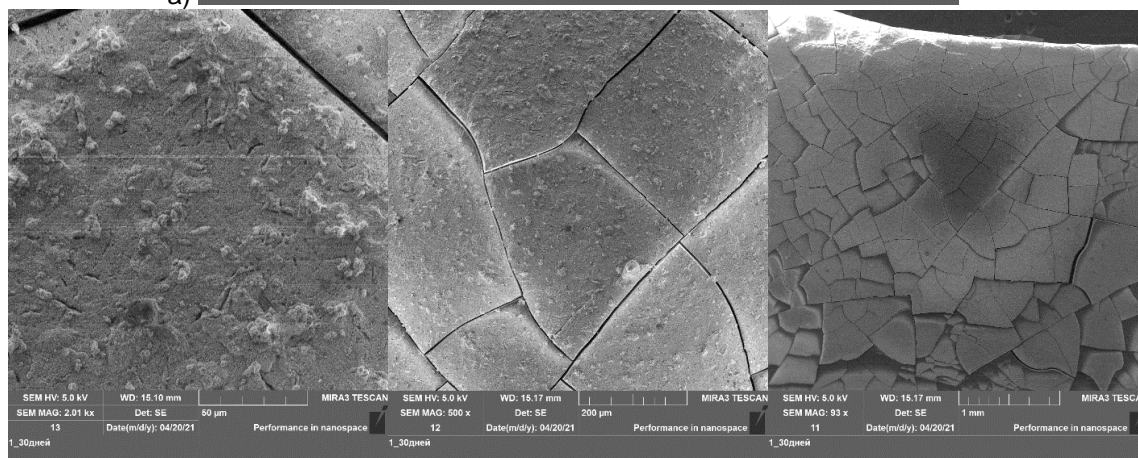 a)
SEM HV: 5.0 kV WD: 15.10 mm MIRA3 TESCAN
SEM MAG: 2.01 kx Det: SE 50 µm
13 Date(m/d/y): 04/20/21 Performance in nanospace
1_30дней
SEM HV: 5.0 kV WD: 15.17 mm MIRA3 TESCAN
SEM MAG: 500 x Det: SE 200 µm
12 Date(m/d/y): 04/20/21 Performance in nanospace
1_30дней
SEM HV: 5.0 kV WD: 15.17 mm MIRA3 TESCA
SEM MAG: 93 x Det: SE 1 mm
11 Date(m/d/y): 04/20/21 Performance in nanospace
1_30дней